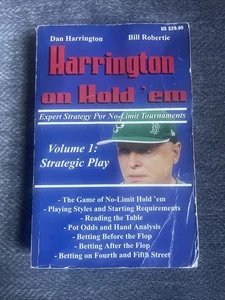 US $29.95
Dan Harrington Bill Robertie
Harrington
on Hold 'em
Expert Strategy For No-Limit Tournaments
Volume 1:
Strategic Play
- The Game of No-Limit Hold 'em
- Playing Styles and Starting Requirements
- Reading the Table
- Pot Odds and Hand Analysis
- Betting Before the Flop
- Betting After the Flop
- Betting on Fourth and Fifth Street